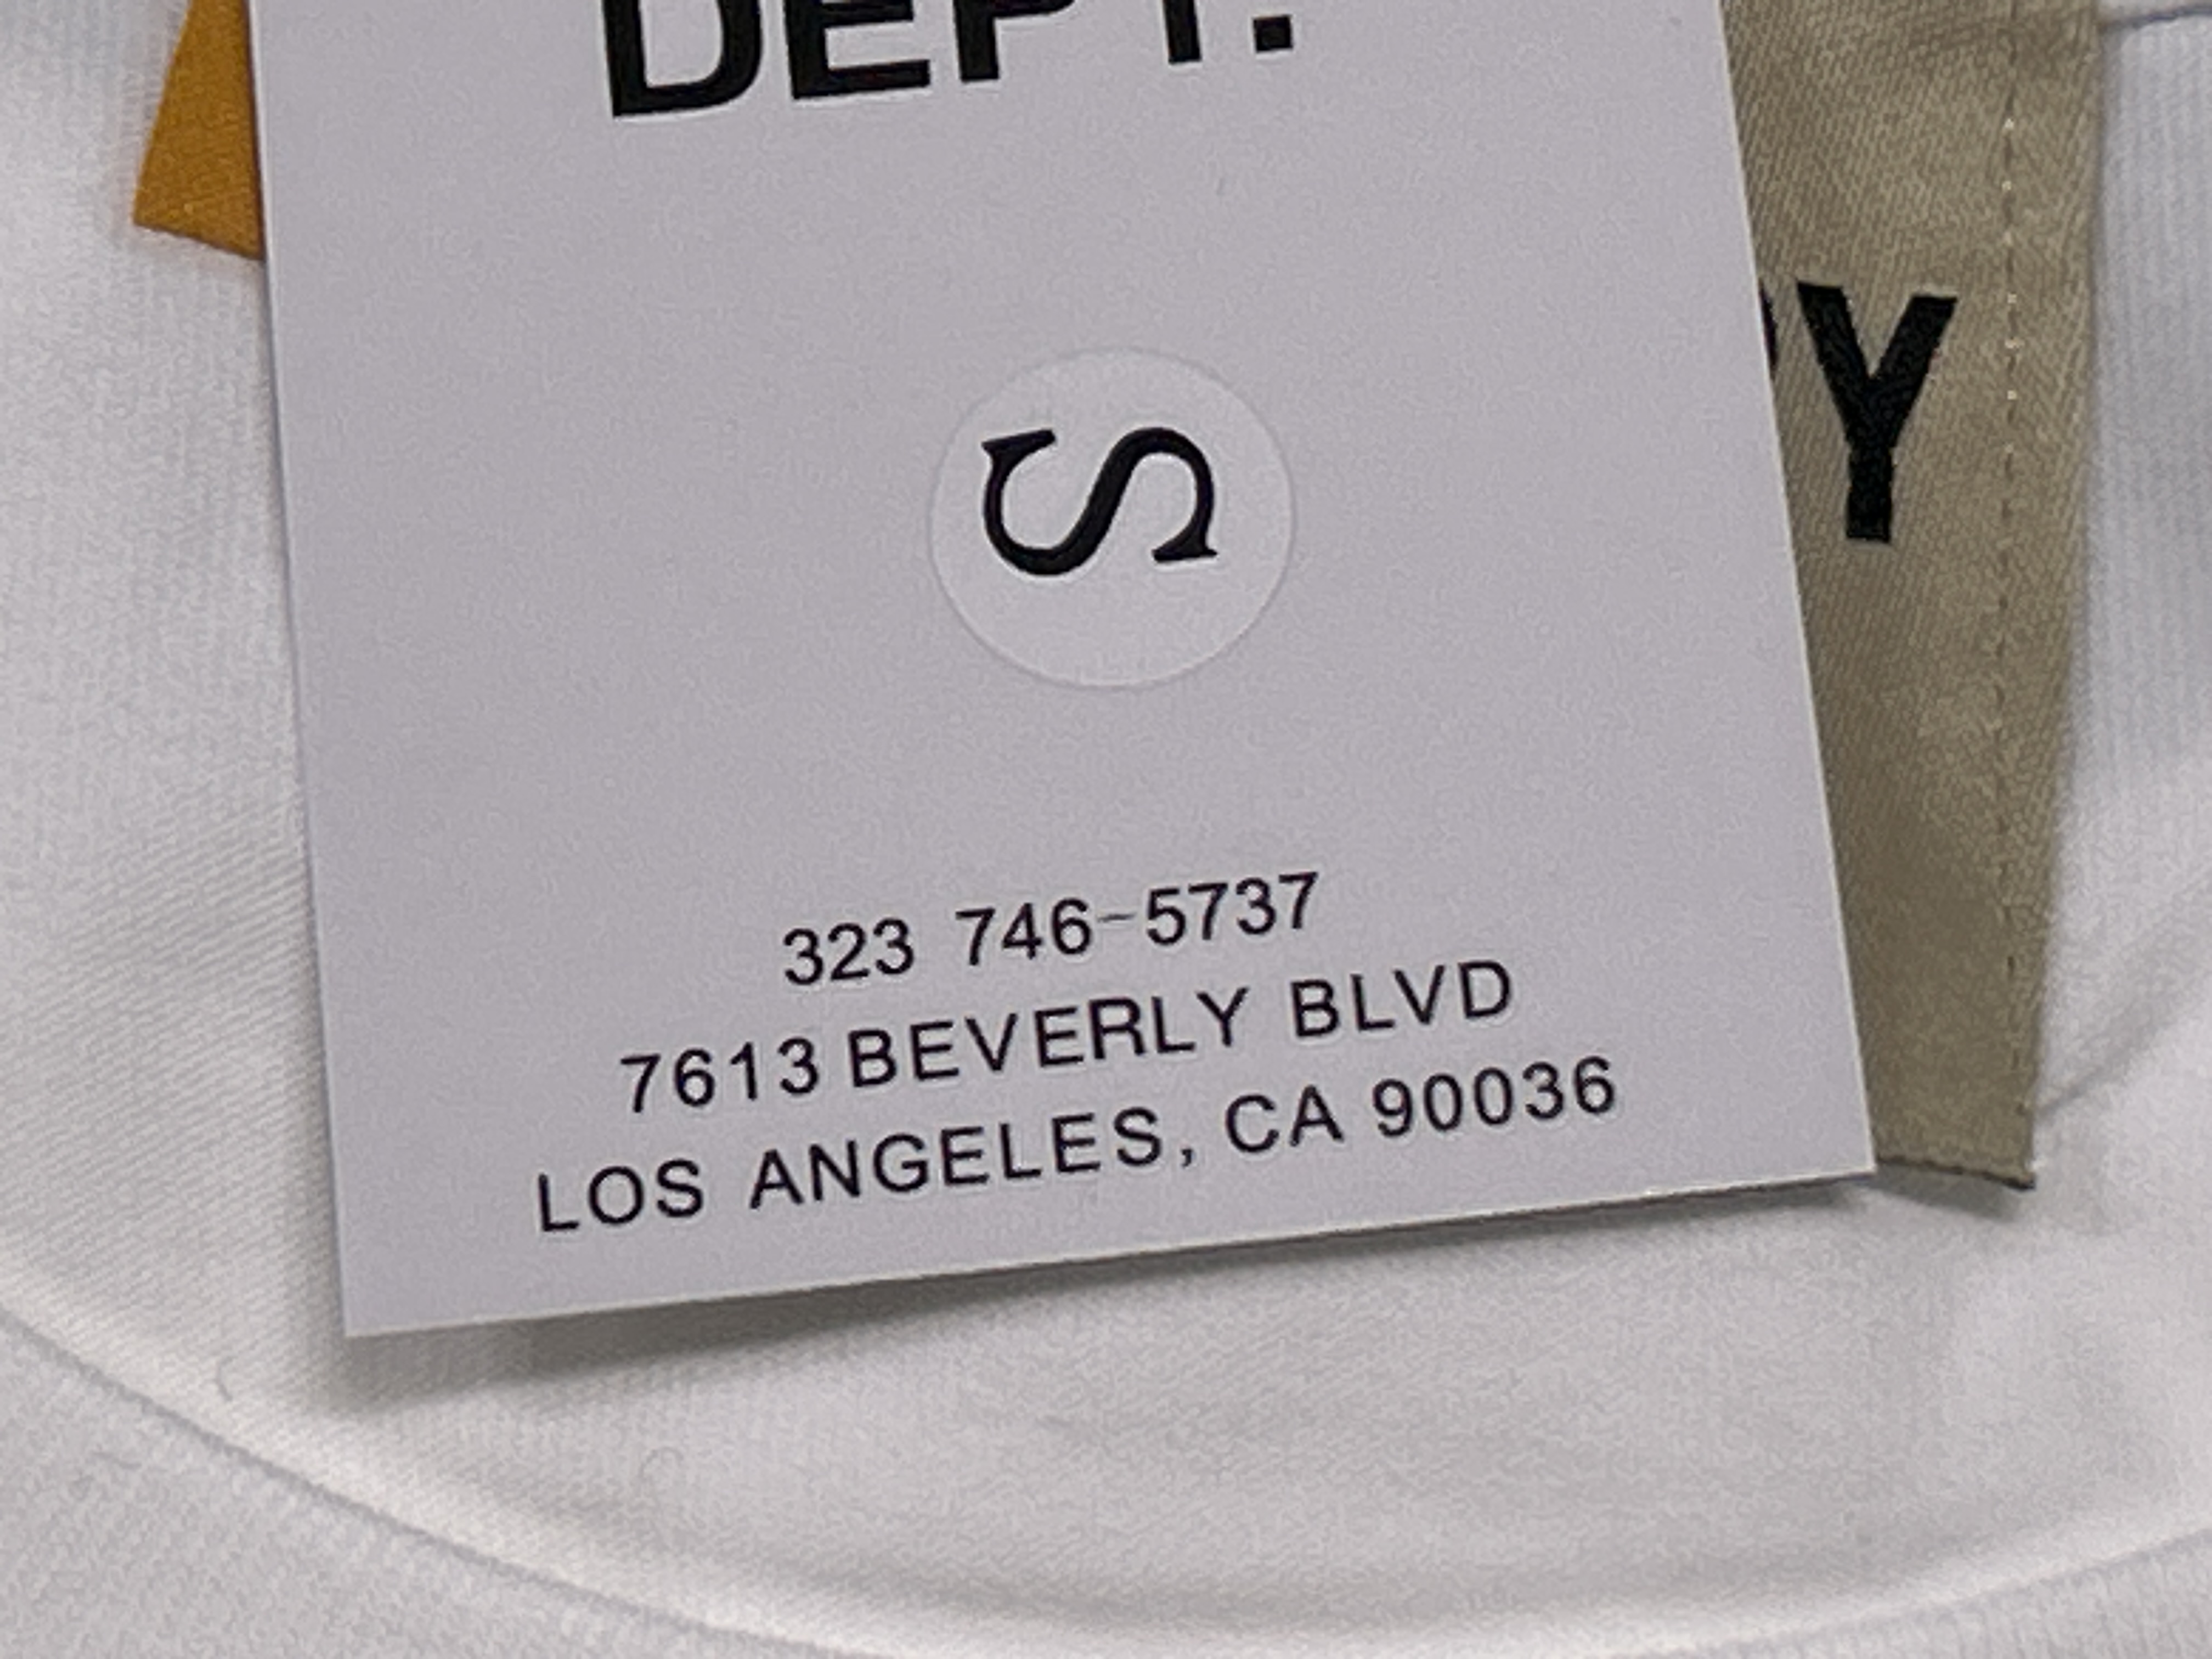 DEPT.
Y
S
323 746-5737
7613 BEVERLY BLVD
LOS ANGELES, CA 90036